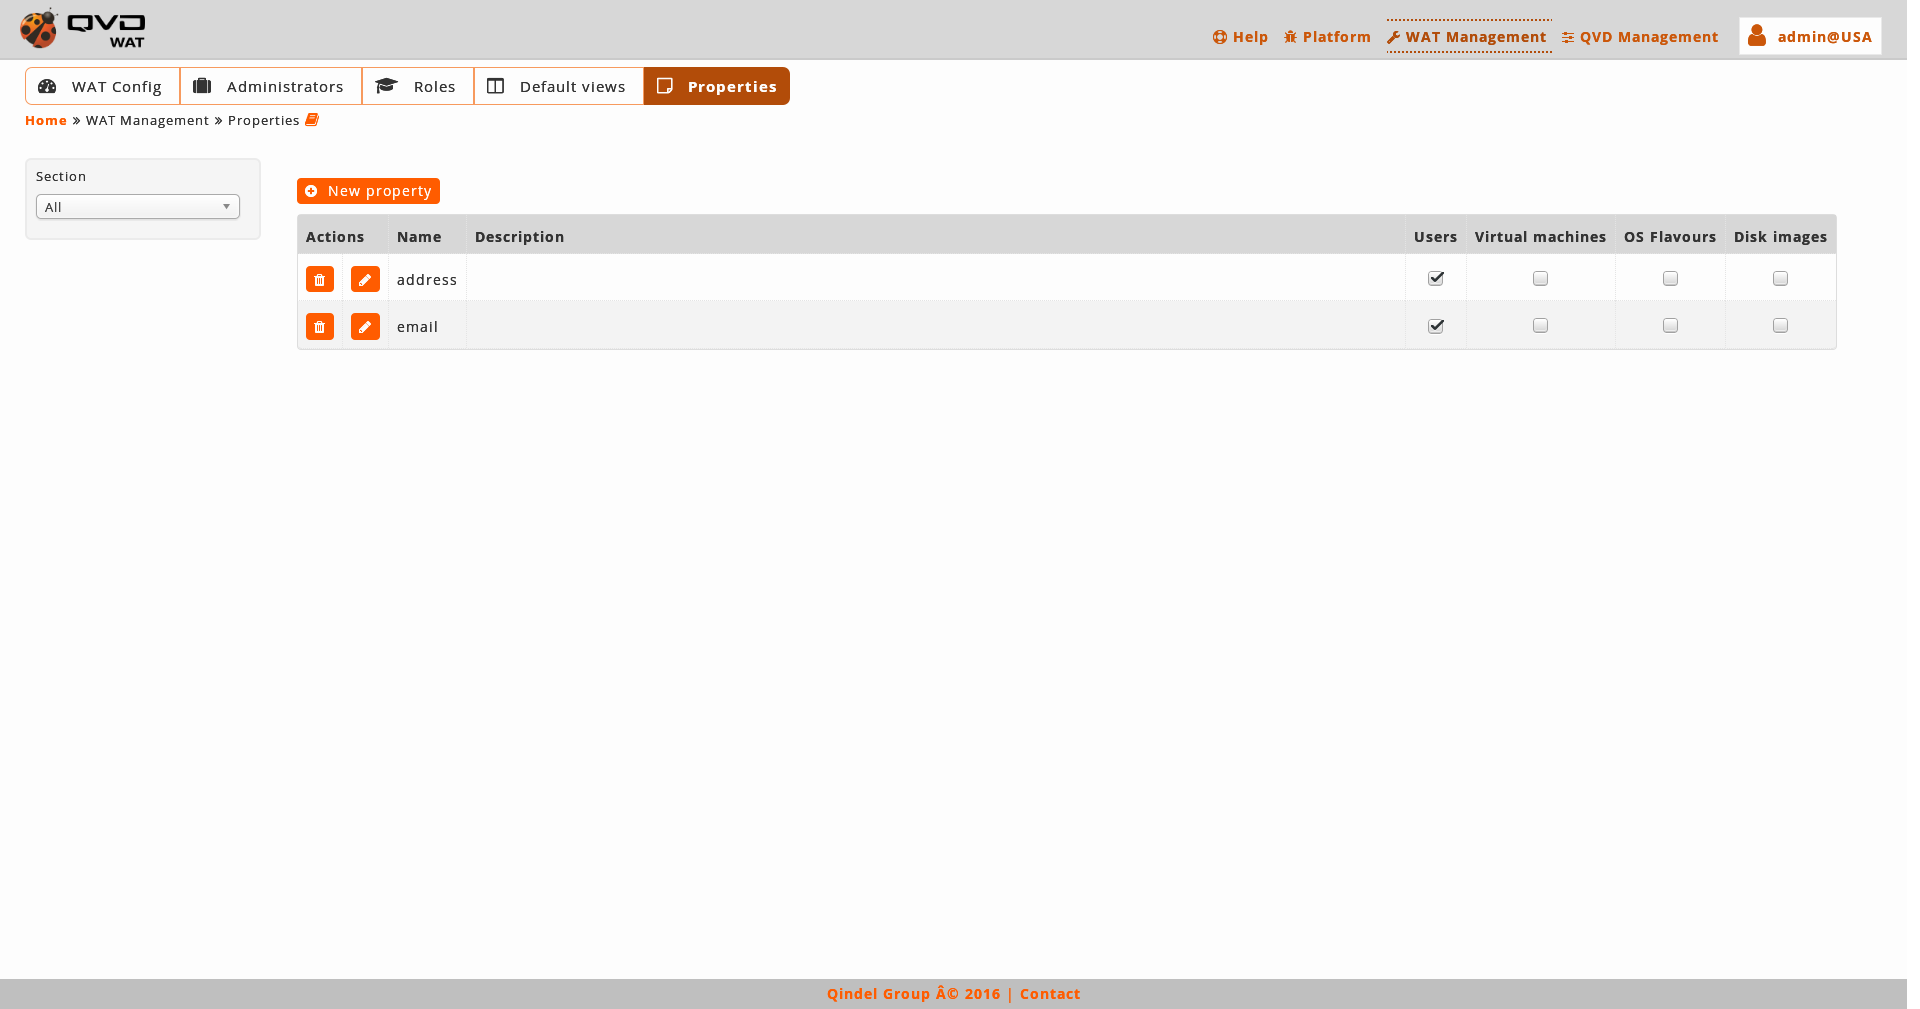 QVD
WAT
Help Platform WAT Management QVD Management admin@USA
WAT Config Administrators Roles Default views Properties
Home » WAT Management » Properties
Section
All
New property
Actions Name Description Users Virtual machines OS Flavours Disk images
address
email
Qindel Group Â© 2016 | Contact